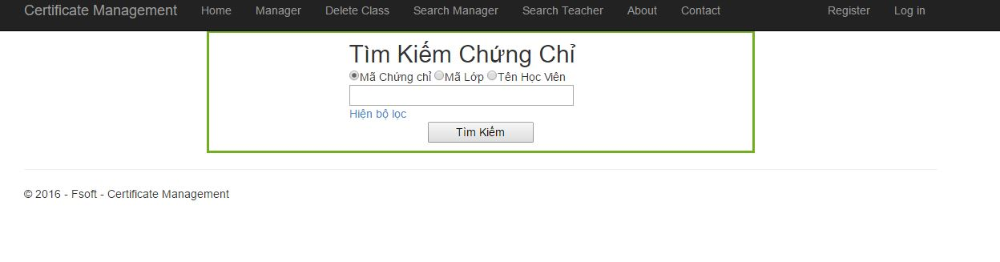 Certificate Management Home Manager Delete Class Search Manager Search Teacher About Contact Register Log in
Tìm Kiếm Chứng Chỉ
Mã Chứng chỉ Mã Lớp Tên Học Viên
Hiện bộ lọc
Tìm Kiếm
© 2016 - Fsoft - Certificate Management